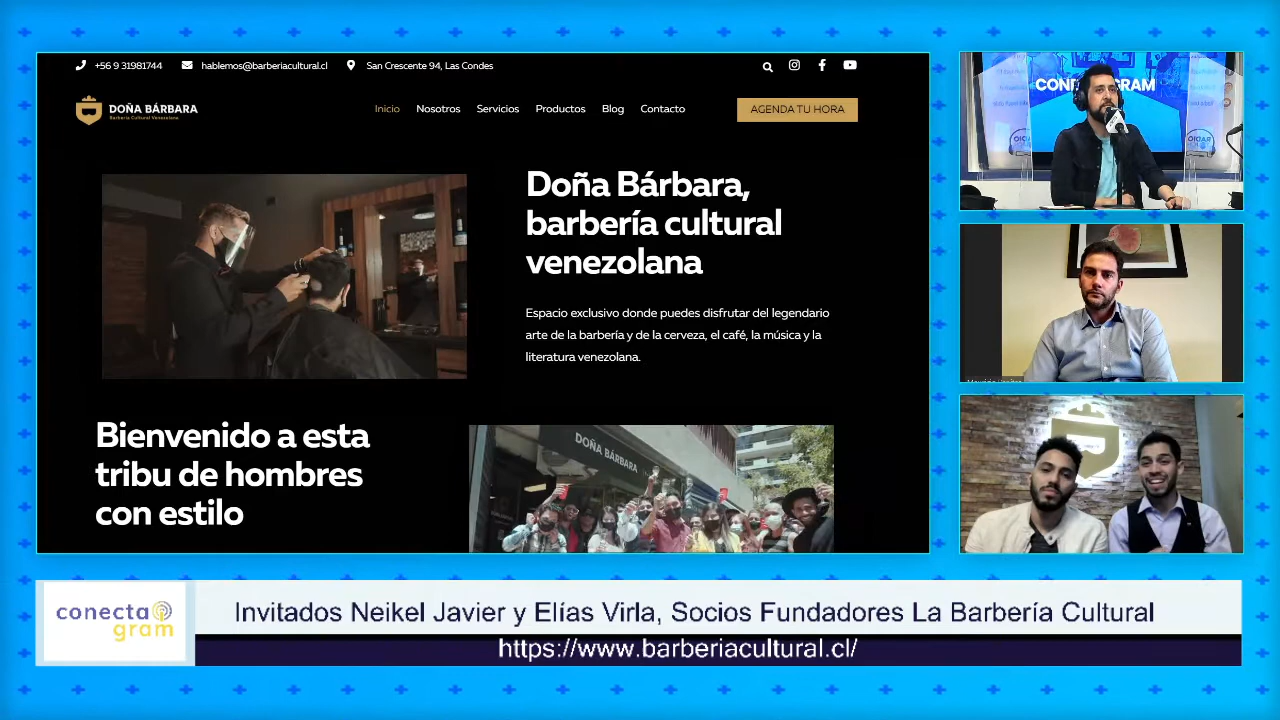 +56 9 31981744
hablemos@barberiacultural.cl
San Crescente 94, Las Condes
DOÑA BÁRBARA
Barbería Cultural Venezolana
Inicio
Nosotros
Servicios
Productos
Blog
Contacto
AGENDA TU HORA
Doña Bárbara,
barbería cultural
venezolana
Espacio exclusivo donde puedes disfrutar del legendario
arte de la barbería y de la cerveza, el café, la música y la
literatura venezolana.
Bienvenido a esta
tribu de hombres
con estilo
DOÑA BÁRBARA
conecta
gram
Invitados Neikel Javier y Elías Virla, Socios Fundadores La Barbería Cultural
https://www.barberiacultural.cl/